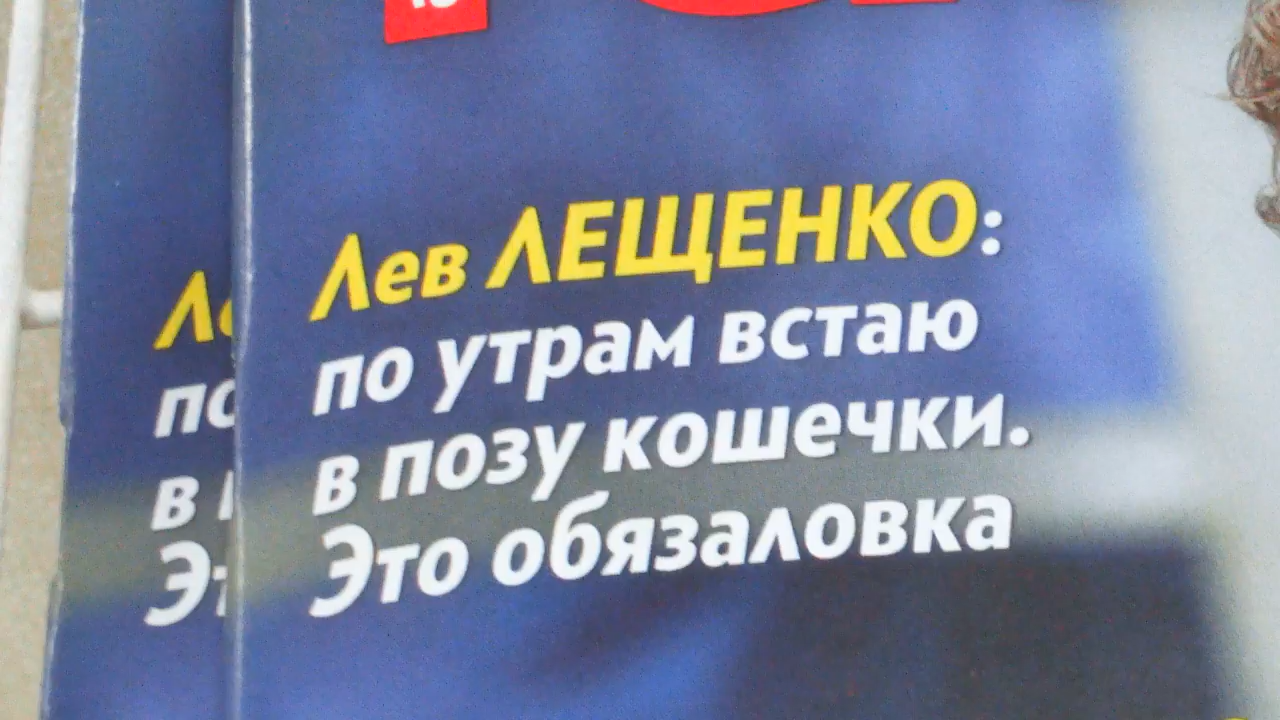 Лев ЛЕЩЕНКО:
по утрам встаю
в позу кошечки.
Это обязаловка